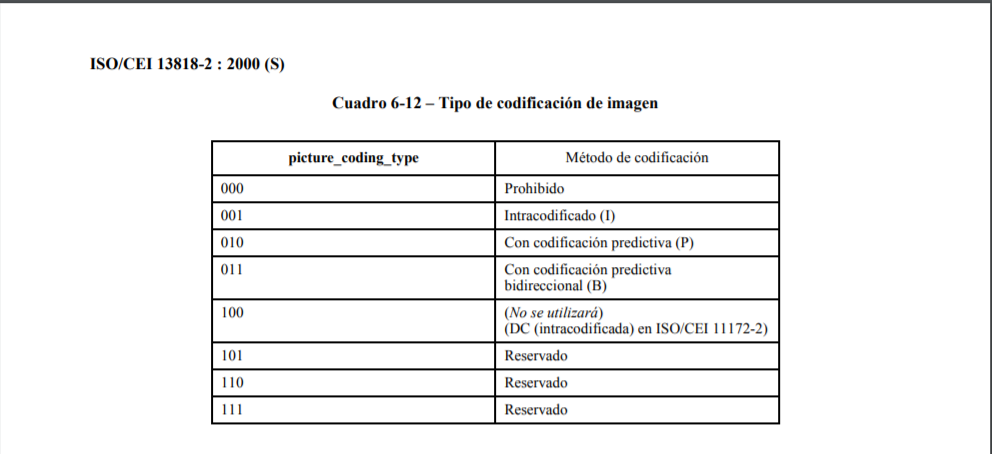 ISO/CEI 13818-2 : 2000 (S)
Cuadro 6-12 – Tipo de codificación de imagen
picture_coding_type Método de codificación
000 Prohibido
001 Intracodificado (I)
010 Con codificación predictiva (P)
011 Con codificación predictiva
bidireccional (B)
100 (No se utilizará)
(DC (intracodificada) en ISO/CEI 11172-2)
101 Reservado
110 Reservado
111 Reservado